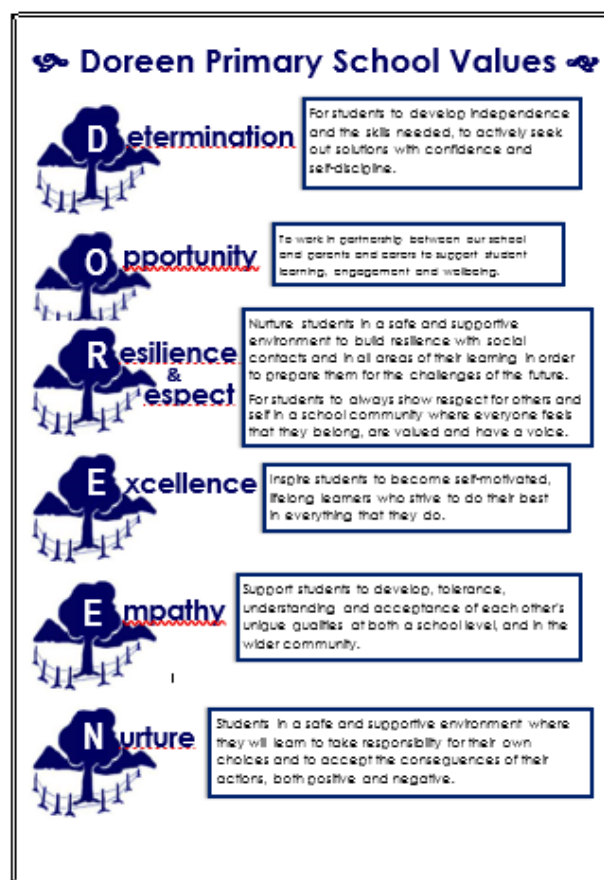 Doreen Primary School Values
Determination
For students to develop independence
and the skills needed, to actively seek
out solutions with confidence and
self-discipline.
Opportunity
To work in partnership between our school
and parents and carers to support student
learning, engagement and wellbeing.
Resilience
&
espect
Nurture students in a safe and supportive
environment to build resilience with social
contacts and in all areas of their learning in order
to prepare them for the challenges of the future.
For students to always show respect for others and
self in a school community where everyone feels
that they belong, are valued and have a voice.
Excellence
Inspire students to become self-motivated,
lifelong learners who strive to do their best
in everything that they do.
Empathy
Support students to develop, tolerance,
understanding and acceptance of each other's
unique qualities at both a school level, and in the
wider community.
Nurture
Students in a safe and supportive environment where
they will learn to take responsibility for their own
choices and to accept the consequences of their
actions, both positive and negative.